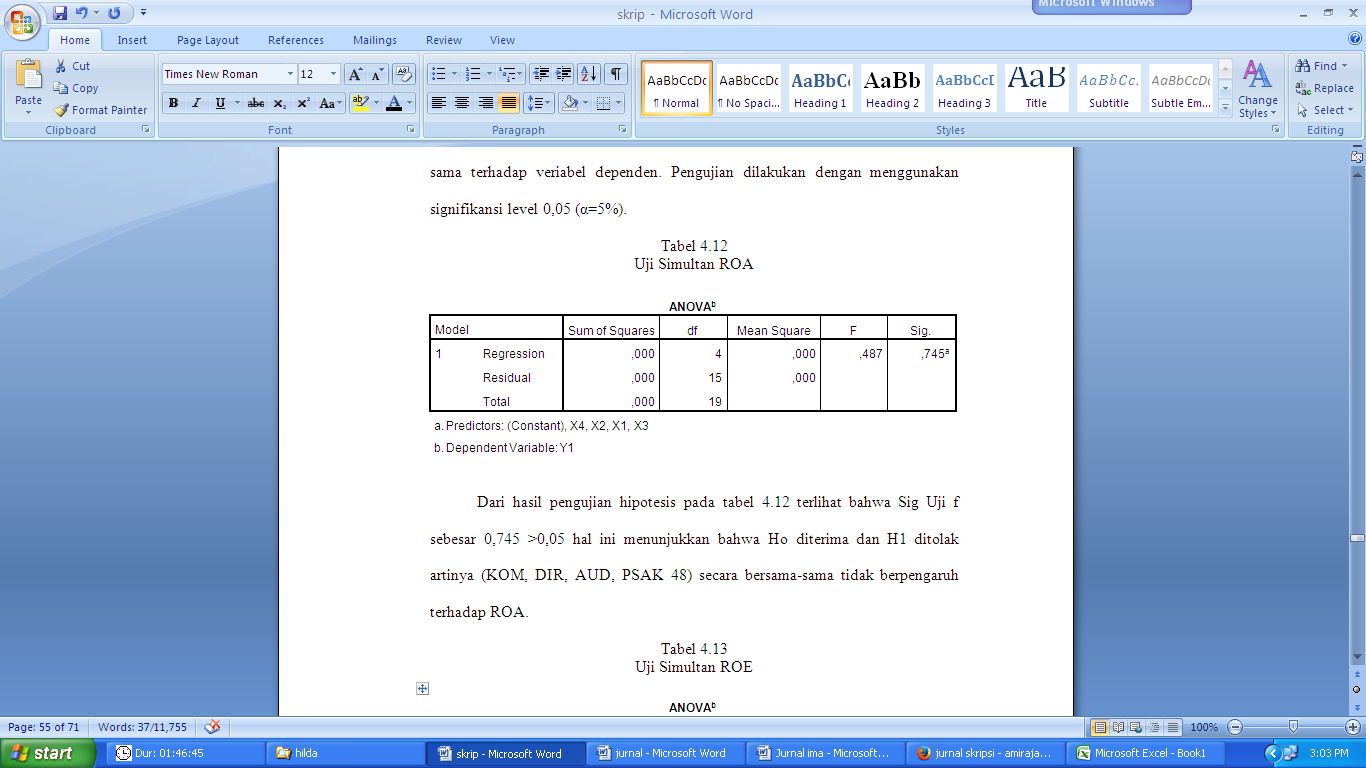 Microsoft Windows
skrip - Microsoft Word
Home Insert Page Layout References Mailings Review View
Paste
Cut
Copy
Format Painter
Clipboard
Times New Roman 12
Font
Paragraph
AaBbCcDc AaBbCcDc AaBbC AaBb AaBbCcI AaB AaBbCc. AaBbCcDc
¶ Normal ¶ No Spaci... Heading 1 Heading 2 Heading 3 Title Subtitle Subtle Em...
Change Styles
Styles
Find
Replace
Select
Editing
sama terhadap veriabel dependen. Pengujian dilakukan dengan menggunakan
signifikansi level 0,05 (α=5%).
Tabel 4.12
Uji Simultan ROA
ANOVAᵇ
Model Sum of Squares df Mean Square F Sig.
1 Regression ,000 4 ,000 ,487 ,745ᵃ
Residual ,000 15 ,000
Total ,000 19
a. Predictors: (Constant), X4, X2, X1, X3
b. Dependent Variable: Y1
Dari hasil pengujian hipotesis pada tabel 4.12 terlihat bahwa Sig Uji f
sebesar 0,745 >0,05 hal ini menunjukkan bahwa Ho diterima dan H1 ditolak
artinya (KOM, DIR, AUD, PSAK 48) secara bersama-sama tidak berpengaruh
terhadap ROA.
Tabel 4.13
Uji Simultan ROE
ANOVAᵇ
Page: 55 of 71 Words: 37/11,755 100%
start Dur: 01:46:45 hilda skrip - Microsoft Word jurnal - Microsoft Word Jurnal ima - Microsoft... jurnal skripsi - amiraja... Microsoft Excel - Book1 3:03 PM